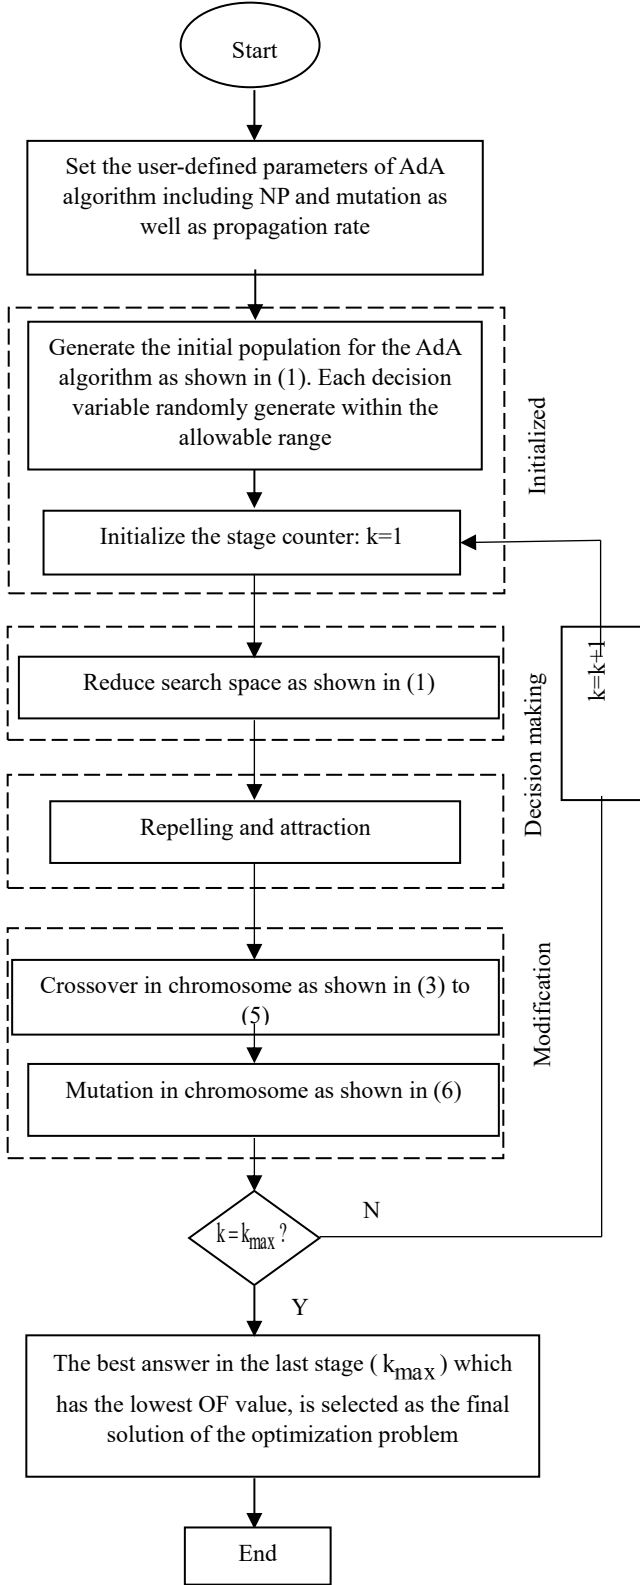 Start
Set the user-defined parameters of AdA
algorithm including NP and mutation as
well as propagation rate
Generate the initial population for the AdA
algorithm as shown in (1). Each decision
variable randomly generate within the
allowable range
Initialized
Initialize the stage counter: k=1
k=k+1
Reduce search space as shown in (1)
Decision making
Repelling and attraction
Crossover in chromosome as shown in (3) to
(5)
Modification
Mutation in chromosome as shown in (6)
k=kmax?
N
Y
The best answer in the last stage (kmax) which
has the lowest OF value, is selected as the final
solution of the optimization problem
End